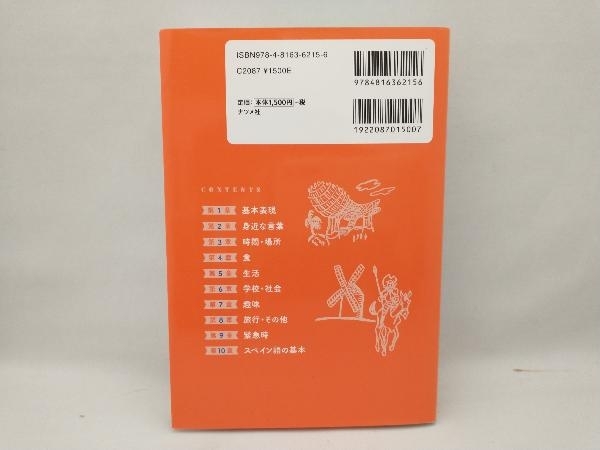 ISBN978-4-8163-6215-6
C2087 ¥1500E
定価:本体1,500円+税
ナツメ社
9784816362156
1922087015007
CONTENTS
第1章 基本表現
第2章 身近な言葉
第3章 時間・場所
第4章 食
第5章 生活
第6章 学校・社会
第7章 趣味
第8章 旅行・その他
第9章 緊急時
第10章 スペイン語の基本